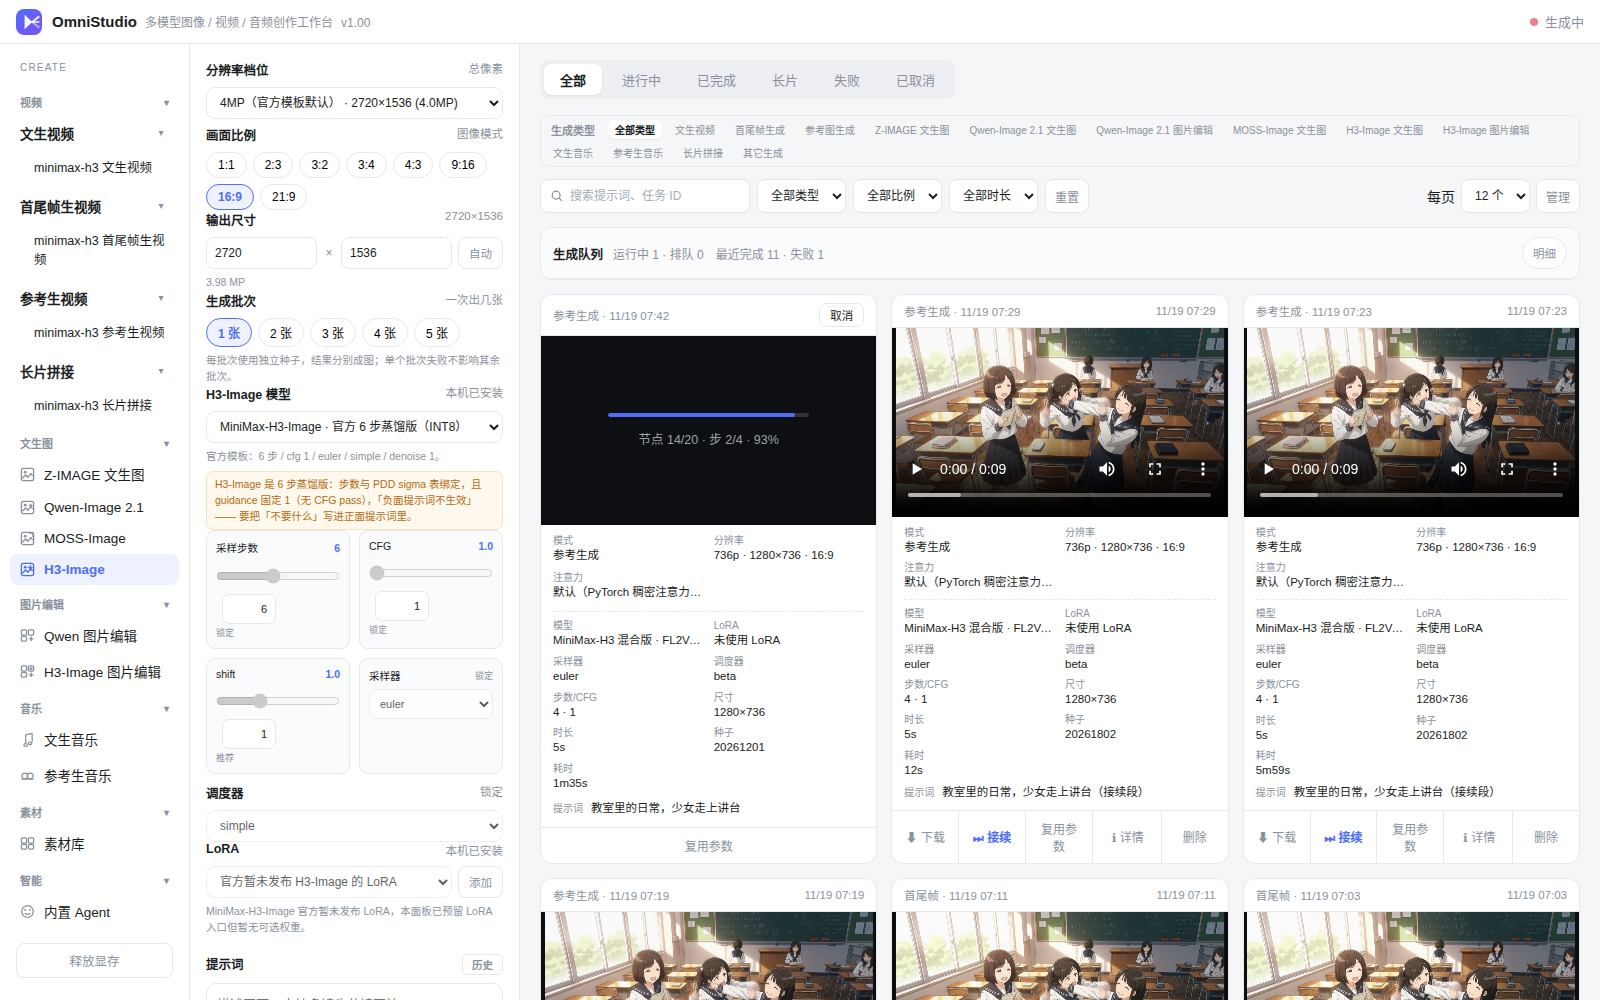 OmniStudio 多模型图像 / 视频 / 音频创作工作台 v1.00
生成中
CREATE
视频
文生视频
minimax-h3 文生视频
首尾帧生视频
minimax-h3 首尾帧生视
频
参考生视频
minimax-h3 参考生视频
长片拼接
minimax-h3 长片拼接
文生图
Z-IMAGE 文生图
Qwen-Image 2.1
MOSS-Image
H3-Image
图片编辑
Qwen 图片编辑
H3-Image 图片编辑
音乐
文生音乐
参考生音乐
素材
素材库
智能
内置 Agent
释放显存
分辨率档位 总像素
4MP（官方模板默认） · 2720×1536 (4.0MP)
画面比例 图像模式
1:1 2:3 3:2 3:4 4:3 9:16
16:9 21:9
输出尺寸 2720×1536
2720 × 1536 自动
3.98 MP
生成批次 一次出几张
1 张 2 张 3 张 4 张 5 张
每批次使用独立种子，结果分别成图；单个批次失败不影响其余
批次。
H3-Image 模型 本机已安装
MiniMax-H3-Image · 官方 6 步蒸馏版（INT8）
官方模板：6 步 / cfg 1 / euler / simple / denoise 1。
H3-Image 是 6 步蒸馏版：步数与 PDD sigma 表绑定，且
guidance 固定 1（无 CFG pass），「负面提示词不生效」
—— 要把「不要什么」写进正面提示词里。
采样步数 6
6
锁定
CFG 1.0
1
锁定
shift 1.0
1
推荐
采样器 锁定
euler
调度器 锁定
simple
LoRA 本机已安装
官方暂未发布 H3-Image 的 LoRA 添加
MiniMax-H3-Image 官方暂未发布 LoRA，本面板已预留 LoRA
入口但暂无可选权重。
提示词 历史
全部 进行中 已完成 长片 失败 已取消
生成类型 全部类型 文生视频 首尾帧生成 参考图生成 Z-IMAGE 文生图 Qwen-Image 2.1 文生图 Qwen-Image 2.1 图片编辑 MOSS-Image 文生图 H3-Image 文生图 H3-Image 图片编辑
文生音乐 参考生音乐 长片拼接 其它生成
搜索提示词、任务 ID 全部类型 全部比例 全部时长 重置 每页 12 个 管理
生成队列 运行中 1 · 排队 0 最近完成 11 · 失败 1 明细
参考生成 · 11/19 07:42 取消
节点 14/20 · 步 2/4 · 93%
模式 分辨率
参考生成 736p · 1280×736 · 16:9
注意力
默认（PyTorch 稠密注意力…
模型 LoRA
MiniMax-H3 混合版 · FL2V… 未使用 LoRA
采样器 调度器
euler beta
步数/CFG 尺寸
4 · 1 1280×736
时长 种子
5s 20261201
耗时
1m35s
提示词 教室里的日常，少女走上讲台
复用参数
参考生成 · 11/19 07:29 11/19 07:29
0:00 / 0:09
模式 分辨率
参考生成 736p · 1280×736 · 16:9
注意力
默认（PyTorch 稠密注意力…
模型 LoRA
MiniMax-H3 混合版 · FL2V… 未使用 LoRA
采样器 调度器
euler beta
步数/CFG 尺寸
4 · 1 1280×736
时长 种子
5s 20261802
耗时
12s
提示词 教室里的日常，少女走上讲台（接续段）
下载 接续 复用参 详情 删除
数
参考生成 · 11/19 07:23 11/19 07:23
0:00 / 0:09
模式 分辨率
参考生成 736p · 1280×736 · 16:9
注意力
默认（PyTorch 稠密注意力…
模型 LoRA
MiniMax-H3 混合版 · FL2V… 未使用 LoRA
采样器 调度器
euler beta
步数/CFG 尺寸
4 · 1 1280×736
时长 种子
5s 20261802
耗时
5m59s
提示词 教室里的日常，少女走上讲台（接续段）
下载 接续 复用参 详情 删除
数
参考生成 · 11/19 07:19 11/19 07:19
首尾帧 · 11/19 07:11 11/19 07:11
首尾帧 · 11/19 07:03 11/19 07:03